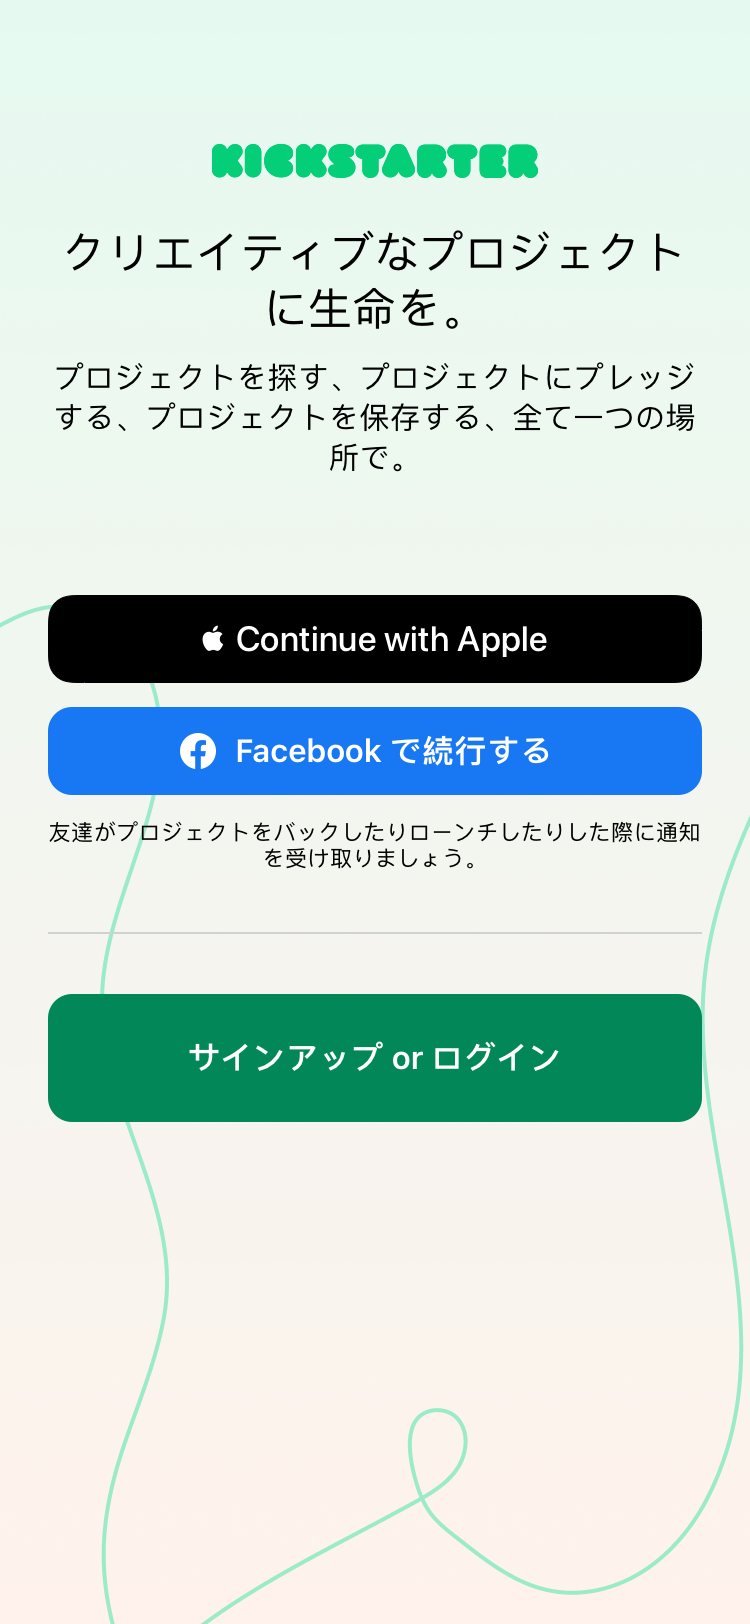 KICKSTARTER
クリエイティブなプロジェクト
に生命を。
プロジェクトを探す、プロジェクトにプレッジ
する、プロジェクトを保存する、全て一つの場
所で。
Continue with Apple
Facebook で続行する
友達がプロジェクトをバックしたりローンチしたりした際に通知
を受け取りましょう。
サインアップ or ログイン